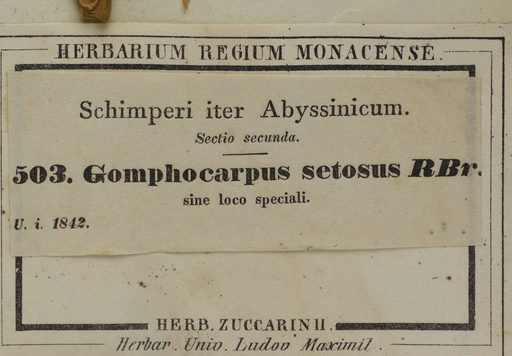 HERBARIUM REGIUM MONACENSE.
Schimperi iter Abyssinicum.
Sectio secunda.
503. Gomphocarpus setosus RBr.
sine loco speciali.
U. i. 1842.
HERB. ZUCCARINII.
Herbar. Univ. Ludov Maximil.